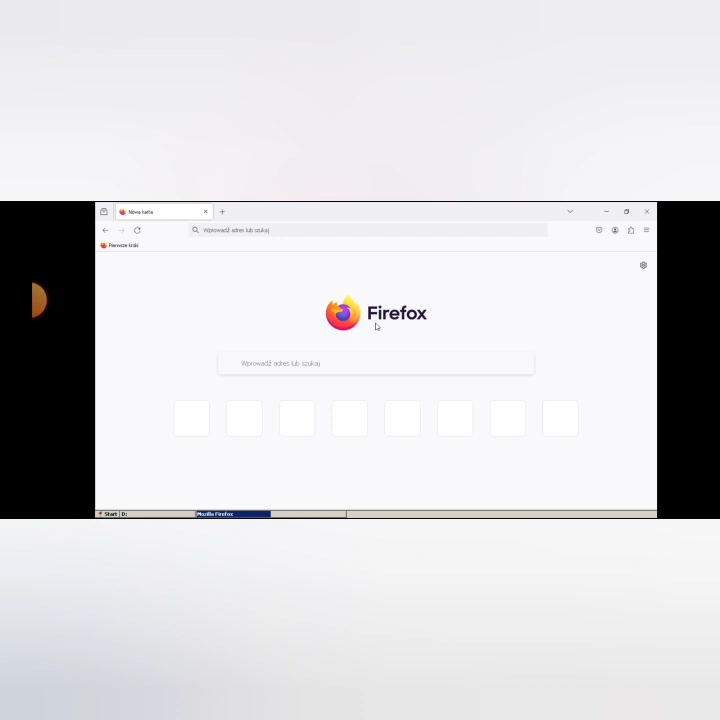 Nowa karta
Wprowadź adres lub szukaj
Pierwsze kroki
Firefox
Wprowadź adres lub szukaj
Start D: Mozilla Firefox